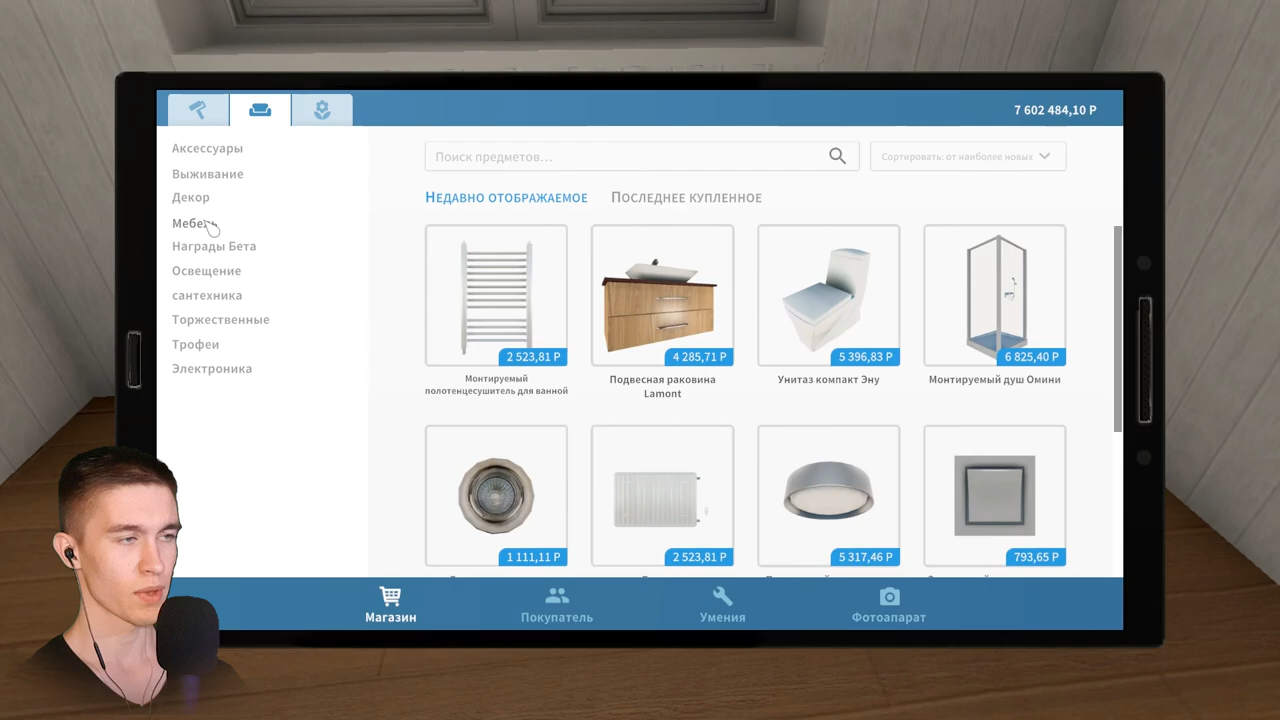 7 602 484,10 Р
Аксессуары
Выживание
Декор
Награды Бета
Освещение
сантехника
Торжественные
Трофеи
Электроника
Поиск предметов...
Сортировать: от наиболее новых
Недавно отображаемое
Последнее купленное
2 523,81 Р
4 285,71 Р
5 396,83 Р
6 825,40 Р
Монтируемый
полотенцесушитель для ванной
Подвесная раковина
Lamont
Унитаз компакт Эну
Монтируемый душ Омини
1 111,11 Р
2 523,81 Р
5 317,46 Р
793,65 Р
Магазин
Покупатель
Умения
Фотоаппарат